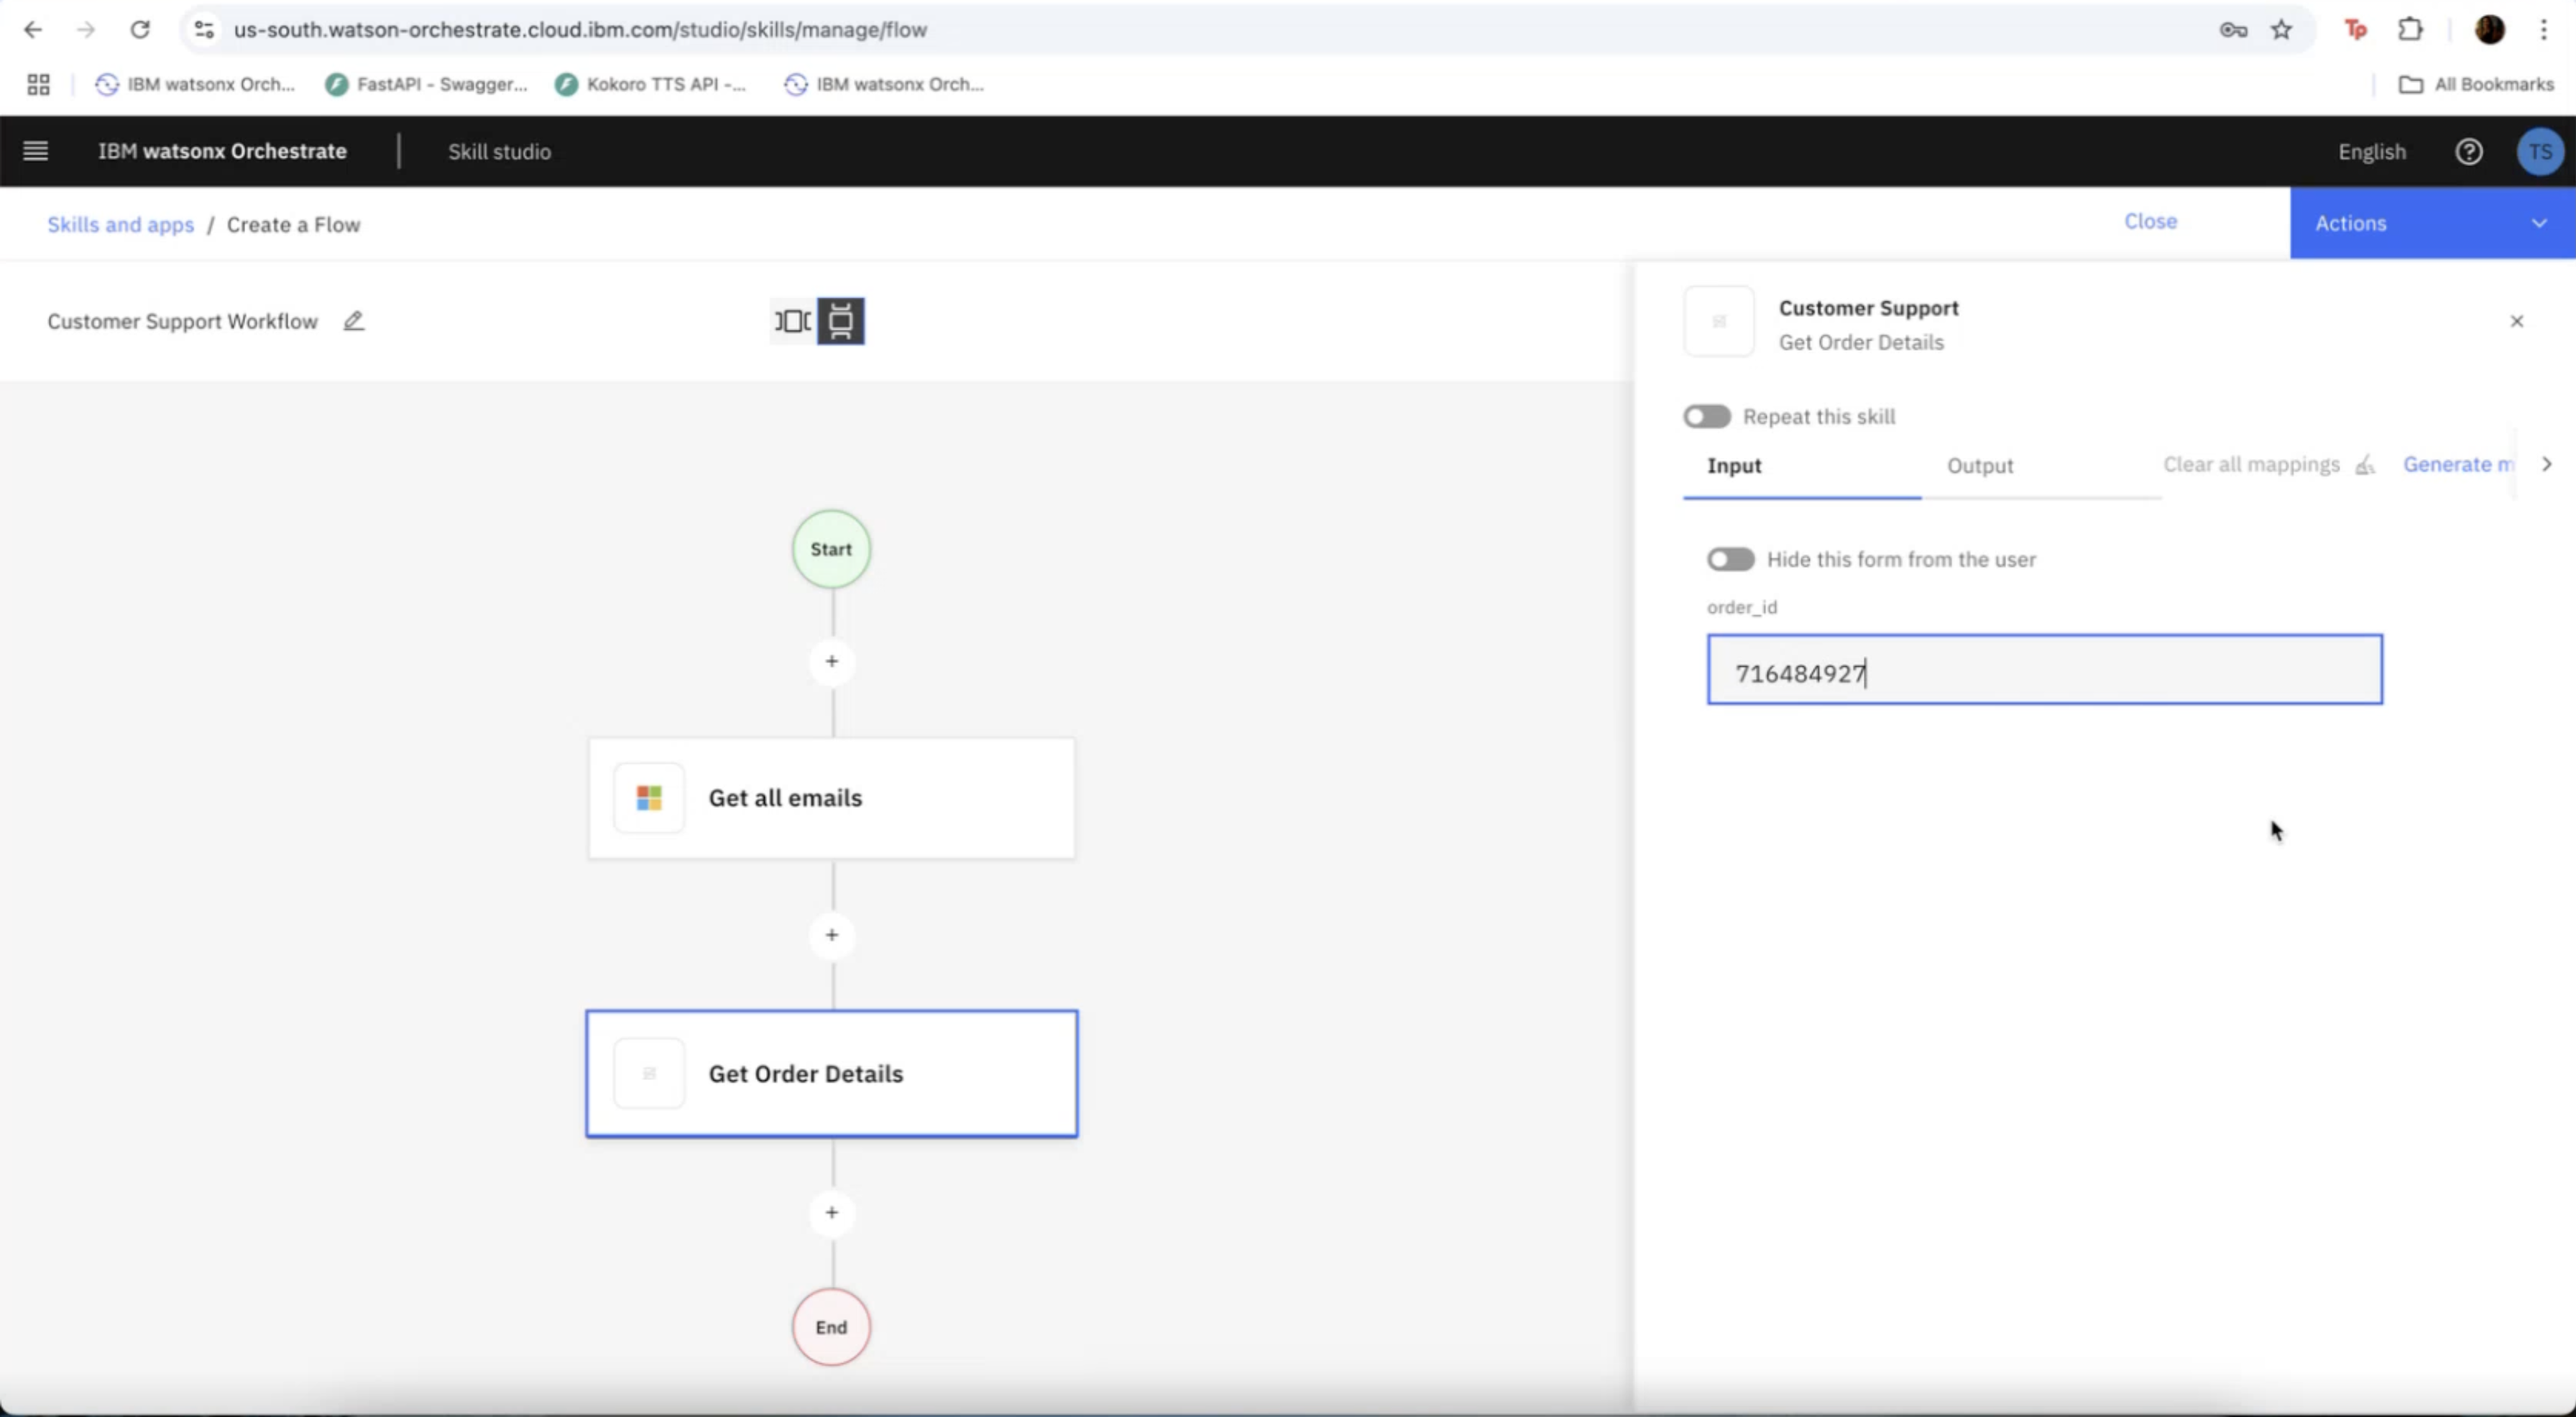 us-south.watson-orchestrate.cloud.ibm.com/studio/skills/manage/flow
Tp
IBM watsonx Orch...
FastAPI - Swagger...
Kokoro TTS API -...
IBM watsonx Orch...
All Bookmarks
IBM watsonx Orchestrate
Skill studio
English
TS
Skills and apps / Create a Flow
Close
Actions
Customer Support Workflow
Start
Get all emails
Get Order Details
End
Customer Support
Get Order Details
Repeat this skill
Input
Output
Clear all mappings
Generate m
Hide this form from the user
order_id
716484927